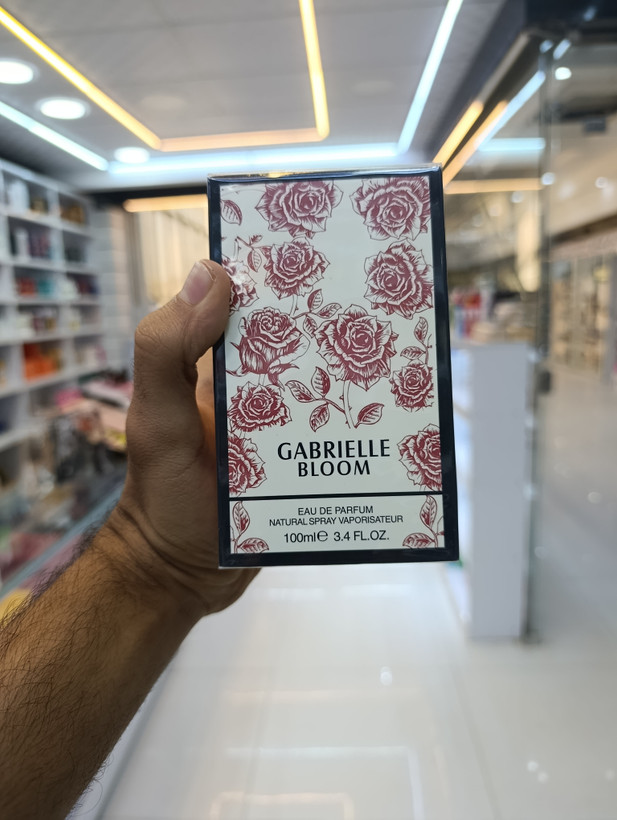 GABRIELLE
BLOOM
EAU DE PARFUM
NATURAL SPRAY VAPORISATEUR
100ml℮ 3.4 FL.OZ.